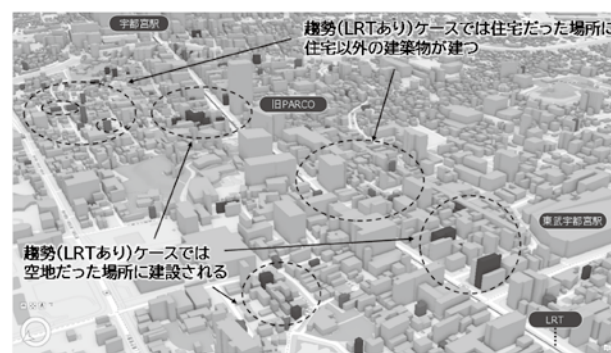 宇都宮駅
趨勢(LRTあり)ケースでは住宅だった場所に
住宅以外の建築物が建つ
旧PARCO
東武宇都宮駅
趨勢(LRTあり)ケースでは
空地だった場所に建設される
LRT